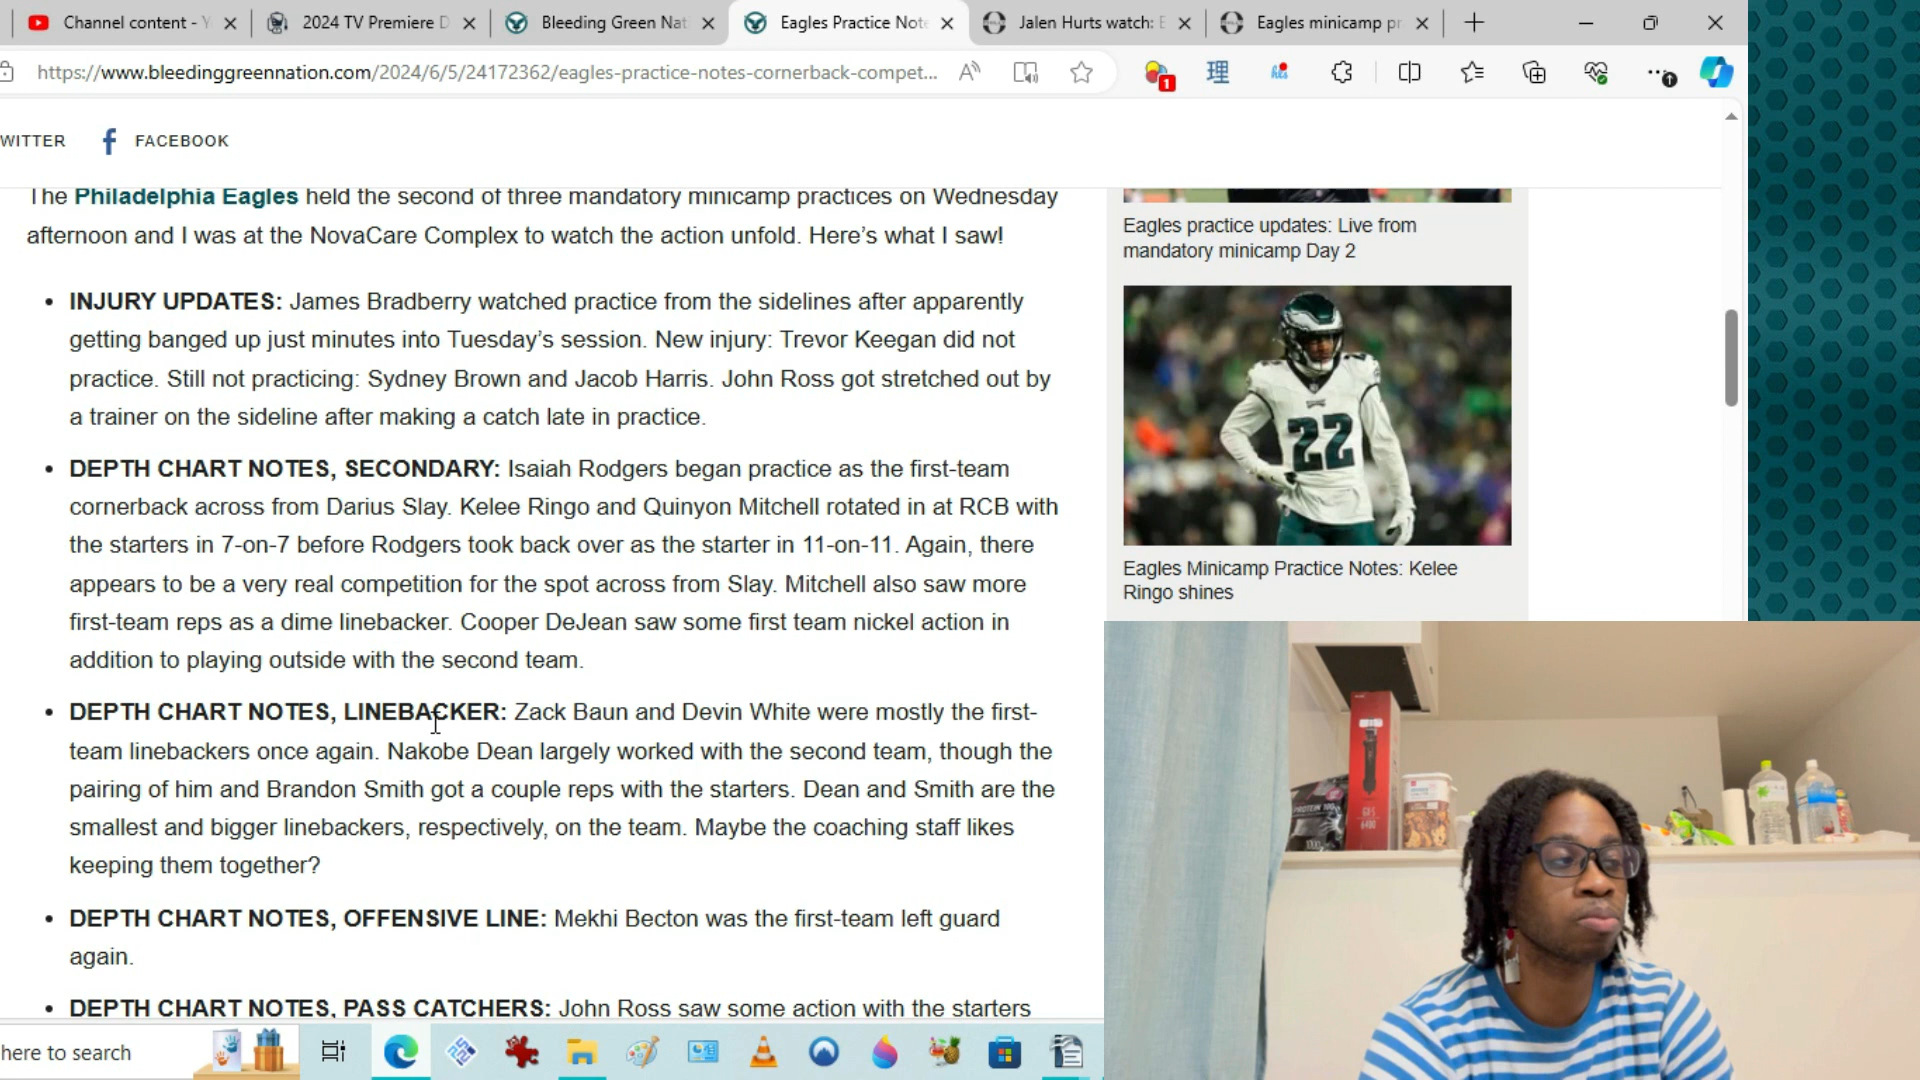 Channel content - Y
2024 TV Premiere D
Bleeding Green Nat
Eagles Practice Note
Jalen Hurts watch: E
Eagles minicamp pr
https://www.bleedinggreennation.com/2024/6/5/24172362/eagles-practice-notes-cornerback-compet...
1
WITTER
FACEBOOK
The Philadelphia Eagles held the second of three mandatory minicamp practices on Wednesday
afternoon and I was at the NovaCare Complex to watch the action unfold. Here’s what I saw!
• INJURY UPDATES: James Bradberry watched practice from the sidelines after apparently
getting banged up just minutes into Tuesday’s session. New injury: Trevor Keegan did not
practice. Still not practicing: Sydney Brown and Jacob Harris. John Ross got stretched out by
a trainer on the sideline after making a catch late in practice.
• DEPTH CHART NOTES, SECONDARY: Isaiah Rodgers began practice as the first-team
cornerback across from Darius Slay. Kelee Ringo and Quinyon Mitchell rotated in at RCB with
the starters in 7-on-7 before Rodgers took back over as the starter in 11-on-11. Again, there
appears to be a very real competition for the spot across from Slay. Mitchell also saw more
first-team reps as a dime linebacker. Cooper DeJean saw some first team nickel action in
addition to playing outside with the second team.
• DEPTH CHART NOTES, LINEBACKER: Zack Baun and Devin White were mostly the first-
team linebackers once again. Nakobe Dean largely worked with the second team, though the
pairing of him and Brandon Smith got a couple reps with the starters. Dean and Smith are the
smallest and bigger linebackers, respectively, on the team. Maybe the coaching staff likes
keeping them together?
• DEPTH CHART NOTES, OFFENSIVE LINE: Mekhi Becton was the first-team left guard
again.
• DEPTH CHART NOTES, PASS CATCHERS: John Ross saw some action with the starters
Eagles practice updates: Live from
mandatory minicamp Day 2
22
Eagles Minicamp Practice Notes: Kelee
Ringo shines
PROTEIN 100
here to search